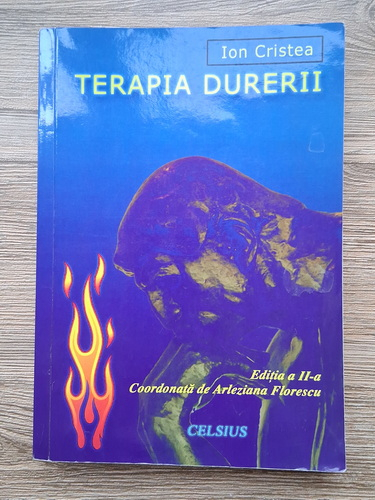 Ion Cristea
TERAPIA DURERII
Ediția a II-a
Coordonată de Arleziana Florescu
CELSIUS